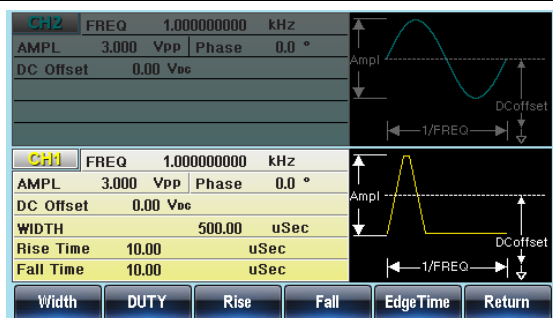 CH2 FREQ 1.000000000 kHz
AMPL 3.000 Vpp Phase 0.0 °
DC Offset 0.00 VDC
Ampl
DCoffset
1/FREQ
CH1 FREQ 1.000000000 kHz
AMPL 3.000 Vpp Phase 0.0 °
DC Offset 0.00 VDC
WIDTH 500.00 uSec
Rise Time 10.00 uSec
Fall Time 10.00 uSec
Ampl
DCoffset
1/FREQ
Width DUTY Rise Fall EdgeTime Return